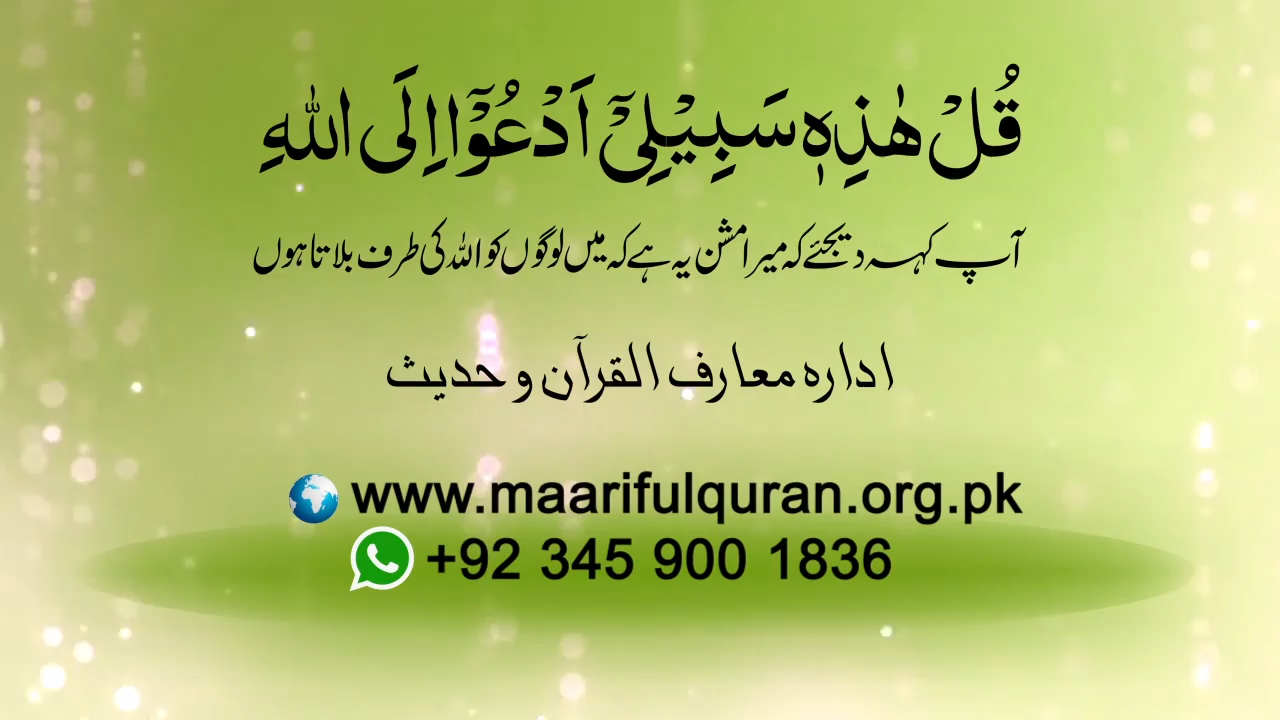 قُلْ هٰذِهٖ سَبِیْلِیْۤ اَدْعُوْۤا اِلَی اللّٰهِ
آپ کہہ دیجئے کہ میرا مشن یہ ہے کہ میں لوگوں کو اللہ کی طرف بلاتا ہوں
ادارہ معارف القرآن و حدیث
www.maarifulquran.org.pk
+92 345 900 1836